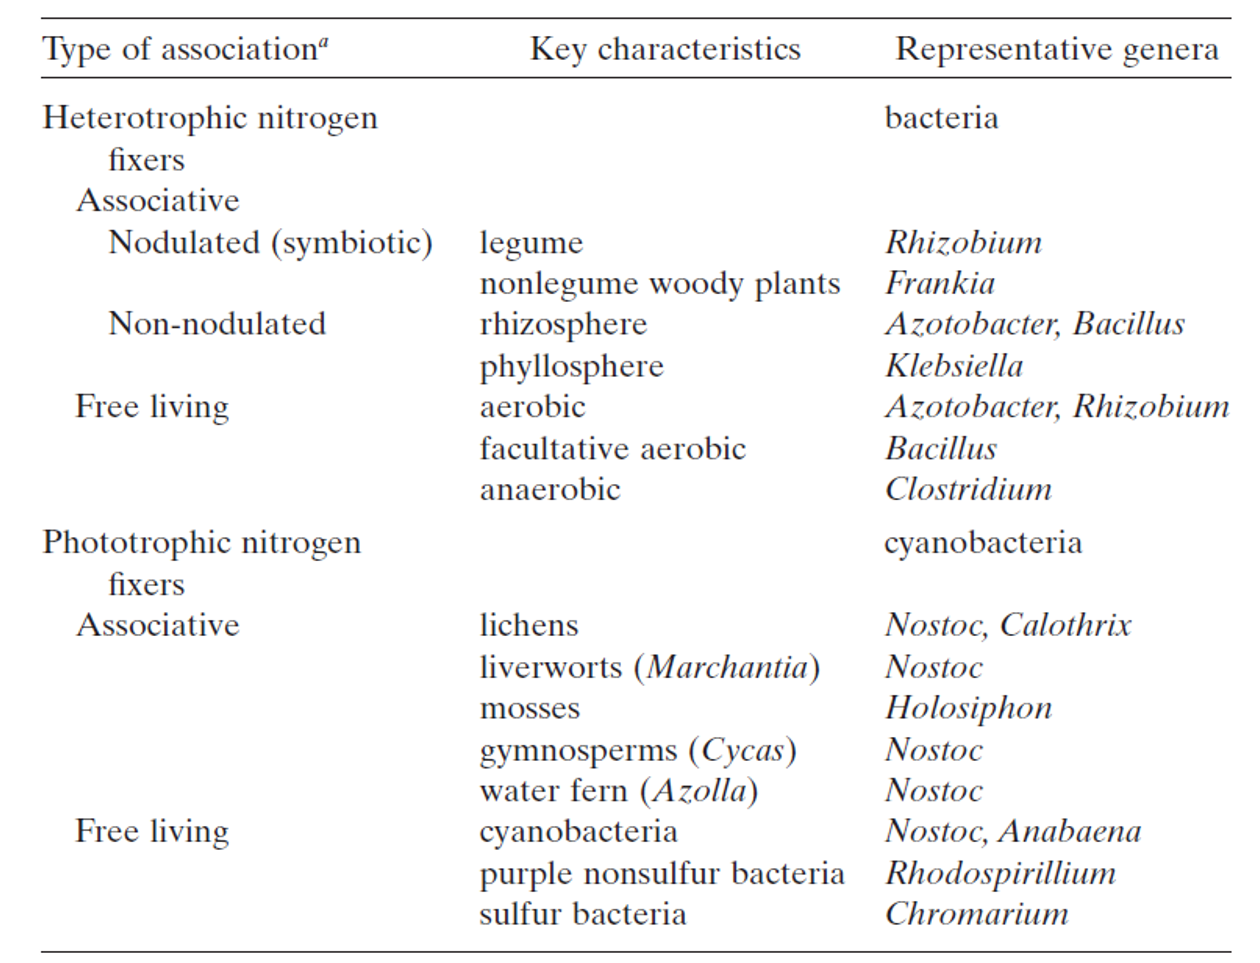 Type of associationᵃ Key characteristics Representative genera
Heterotrophic nitrogen bacteria
fixers
Associative
Nodulated (symbiotic) legume Rhizobium
nonlegume woody plants Frankia
Non-nodulated rhizosphere Azotobacter, Bacillus
phyllosphere Klebsiella
Free living aerobic Azotobacter, Rhizobium
facultative aerobic Bacillus
anaerobic Clostridium
Phototrophic nitrogen cyanobacteria
fixers
Associative lichens Nostoc, Calothrix
liverworts (Marchantia) Nostoc
mosses Holosiphon
gymnosperms (Cycas) Nostoc
water fern (Azolla) Nostoc
Free living cyanobacteria Nostoc, Anabaena
purple nonsulfur bacteria Rhodospirillium
sulfur bacteria Chromarium